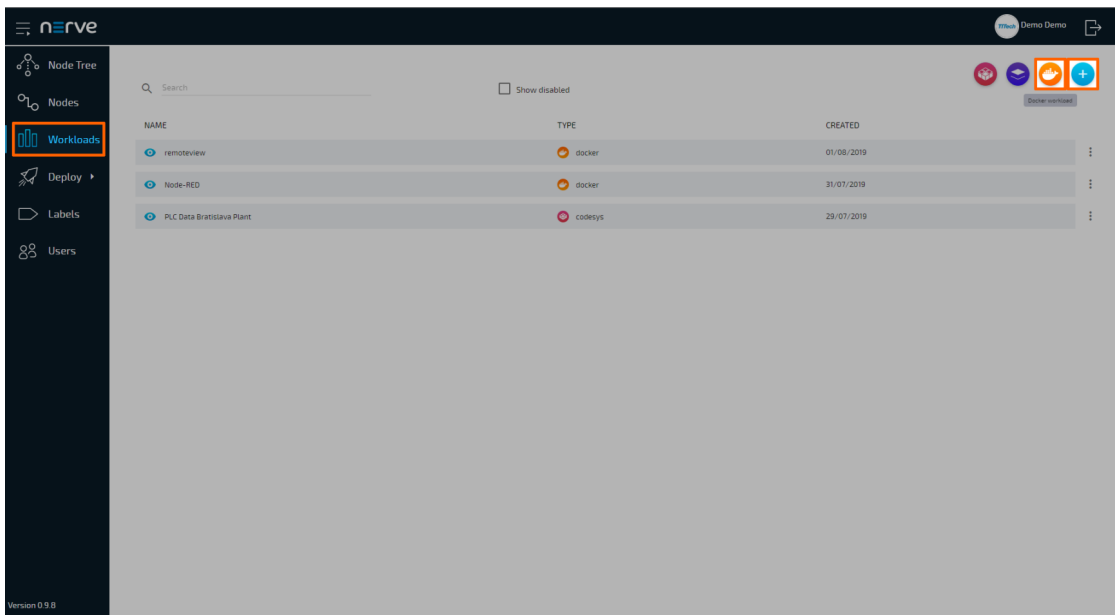 nerve
TTTech Demo Demo
Node Tree
Nodes
Workloads
Deploy
Labels
Users
Search
Show disabled
Docker workload
NAME TYPE CREATED
remoteview docker 01/08/2019
Node-RED docker 31/07/2019
PLC Data Bratislava Plant codesys 29/07/2019
Version 0.9.8